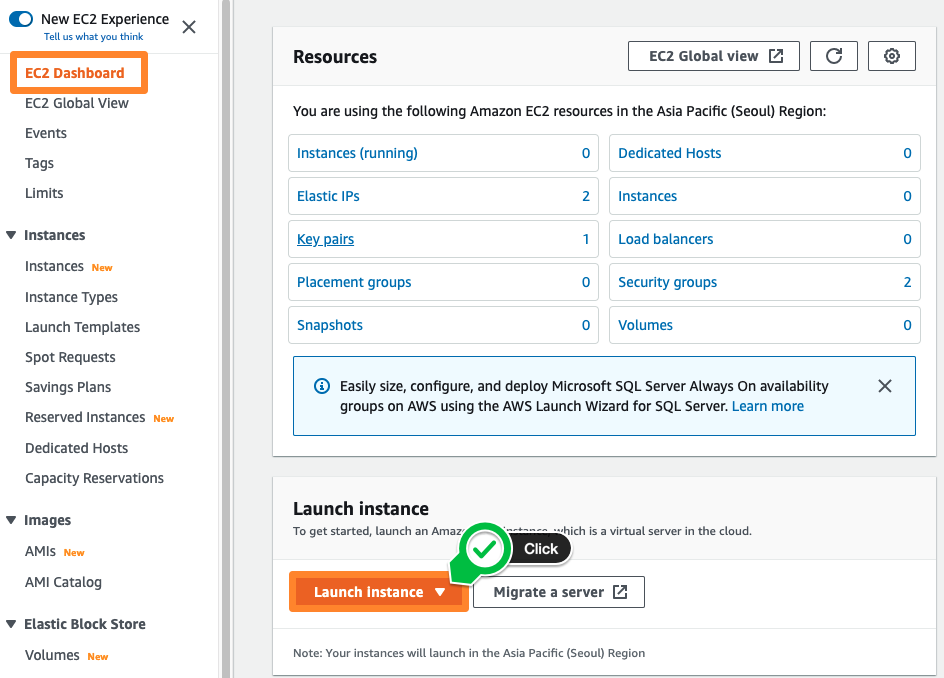 New EC2 Experience
Tell us what you think
EC2 Dashboard
EC2 Global View
Events
Tags
Limits
Instances
Instances New
Instance Types
Launch Templates
Spot Requests
Savings Plans
Reserved Instances New
Dedicated Hosts
Capacity Reservations
Images
AMIs New
AMI Catalog
Elastic Block Store
Volumes New
Resources
EC2 Global view
You are using the following Amazon EC2 resources in the Asia Pacific (Seoul) Region:
Instances (running) 0
Dedicated Hosts 0
Elastic IPs 2
Instances 0
Key pairs 1
Load balancers 0
Placement groups 0
Security groups 2
Snapshots 0
Volumes 0
Easily size, configure, and deploy Microsoft SQL Server Always On availability
groups on AWS using the AWS Launch Wizard for SQL Server. Learn more
Launch instance
To get started, launch an Amaz instance, which is a virtual server in the cloud.
Click
Launch instance
Migrate a server
Note: Your instances will launch in the Asia Pacific (Seoul) Region